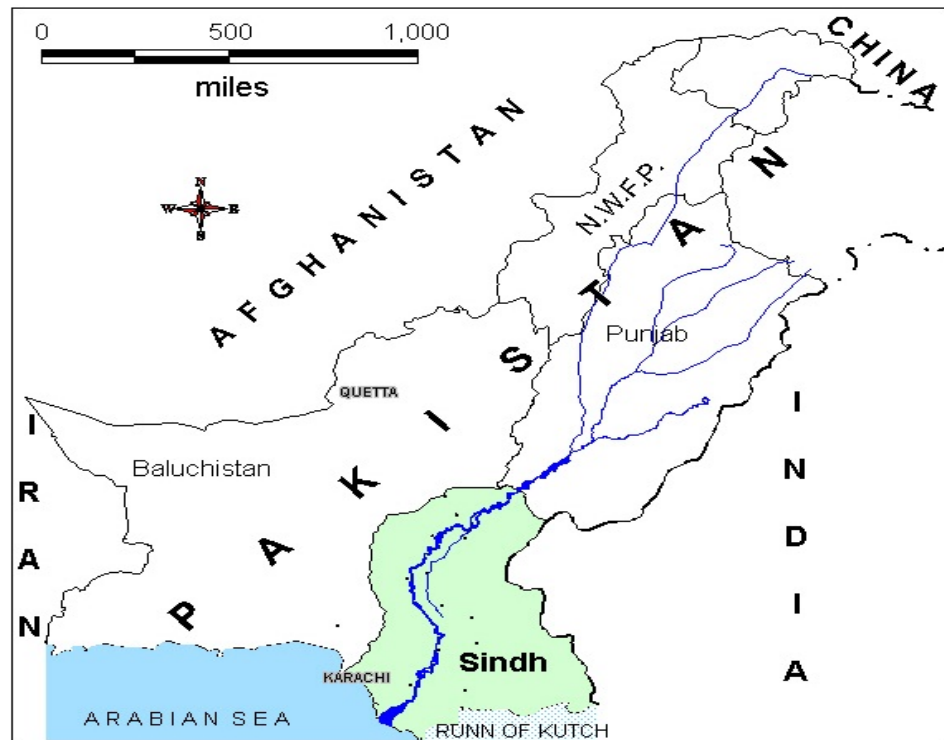 0 500 1,000
miles
CHINA
N
W E
S
AFGHANISTAN
N.W.F.P.
PAKISTAN
Punjab
QUETTA
IRAN
Baluchistan
INDIA
Sindh
KARACHI
ARABIAN SEA
RUNN OF KUTCH